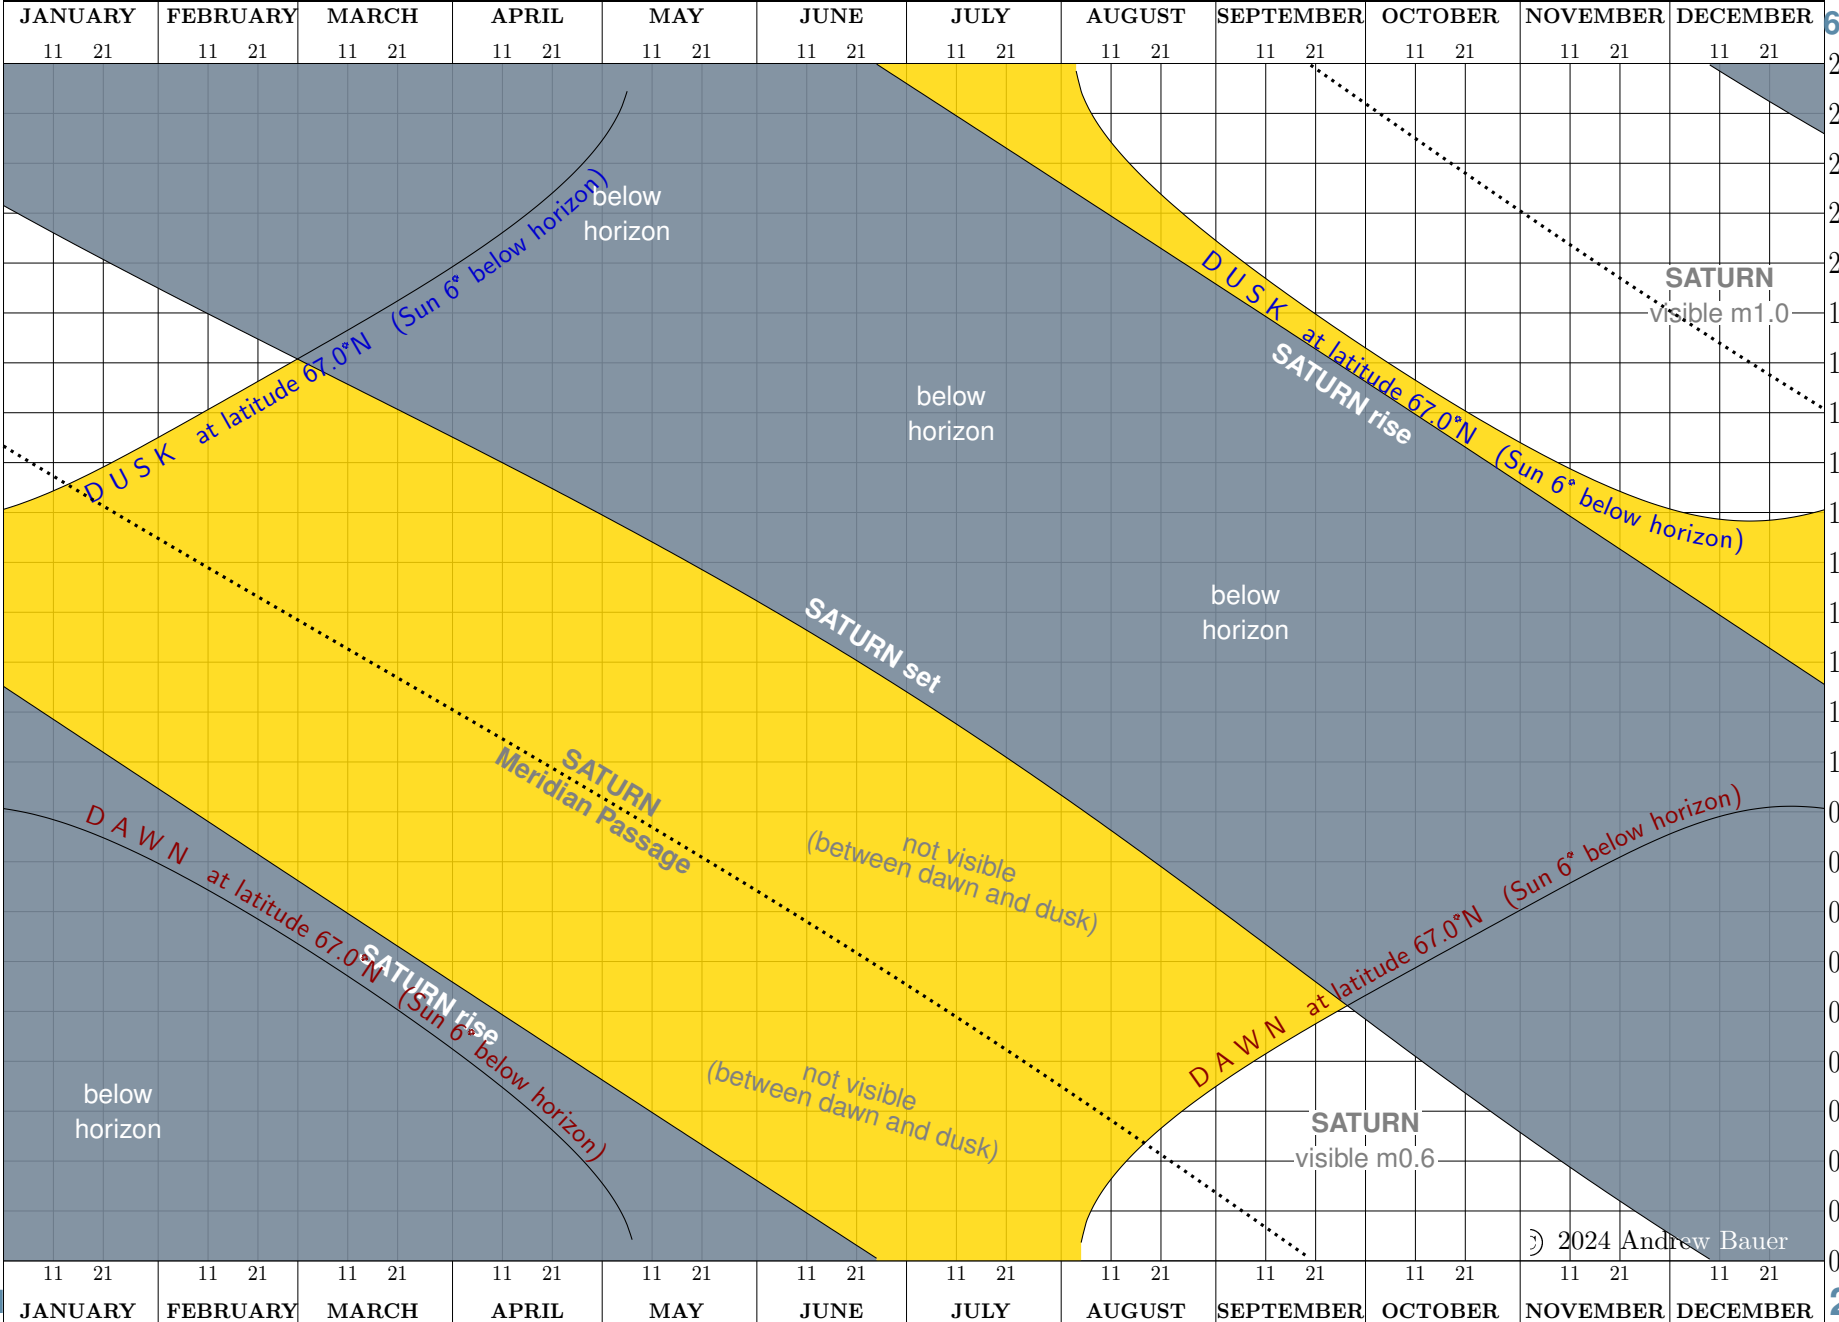 JANUARY FEBRUARY MARCH APRIL MAY JUNE JULY AUGUST SEPTEMBER OCTOBER NOVEMBER DECEMBER
11 21 11 21 11 21 11 21 11 21 11 21 11 21 11 21 11 21 11 21 11 21 11 21
below
horizon
DUSK at latitude 67.0°N (Sun 6° below horizon)
DUSK at latitude 67.0°N (Sun 6° below horizon)
SATURN
visible m1.0
SATURN rise
below
horizon
below
horizon
SATURN set
SATURN
Meridian Passage
not visible
(between dawn and dusk)
DAWN at latitude 67.0°N (Sun 6° below horizon)
DAWN at latitude 67.0°N (Sun 6° below horizon)
SATURN rise
not visible
(between dawn and dusk)
below
horizon
SATURN
visible m0.6
© 2024 Andrew Bauer
11 21 11 21 11 21 11 21 11 21 11 21 11 21 11 21 11 21 11 21 11 21 11 21
JANUARY FEBRUARY MARCH APRIL MAY JUNE JULY AUGUST SEPTEMBER OCTOBER NOVEMBER DECEMBER